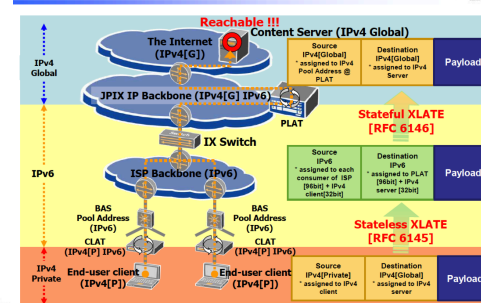 Reachable !!!
Content Server (IPv4 Global)
The Internet
(IPv4[G])
IPv4
Global
JPIX IP Backbone (IPv4[G] IPv6)
PLAT
IX Switch
IPv6
ISP Backbone (IPv6)
BAS
Pool Address
(IPv6)
BAS
Pool Address
(IPv6)
CLAT
(IPv4[P] IPv6)
CLAT
(IPv4[P] IPv6)
IPv4
Private
End-user client
(IPv4[P])
End-user client
(IPv4[P])
Source
IPv4[Global]
* assigned to IPv4
Pool Address @
PLAT
Destination
IPv4[Global]
* assigned to IPv4
Server
Payload
Stateful XLATE
[RFC 6146]
Source
IPv6
* assigned to each
consumer of ISP
[96bit] + IPv4
client[32bit]
Destination
IPv6
* assigned to PLAT
[96bit] + IPv4
server [32bit]
Payload
Stateless XLATE
[RFC 6145]
Source
IPv4[Private]
* assigned to IPv4
client
Destination
IPv4[Global]
* assigned to IPv4
server
Payload